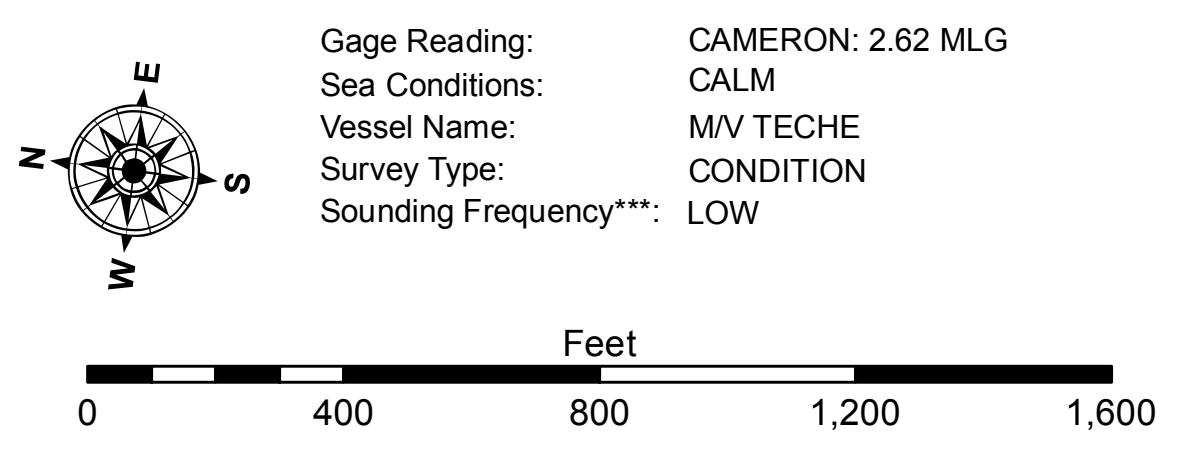 E
N
S
W
Gage Reading: CAMERON: 2.62 MLG
Sea Conditions: CALM
Vessel Name: M/V TECHE
Survey Type: CONDITION
Sounding Frequency***: LOW
Feet
0 400 800 1,200 1,600